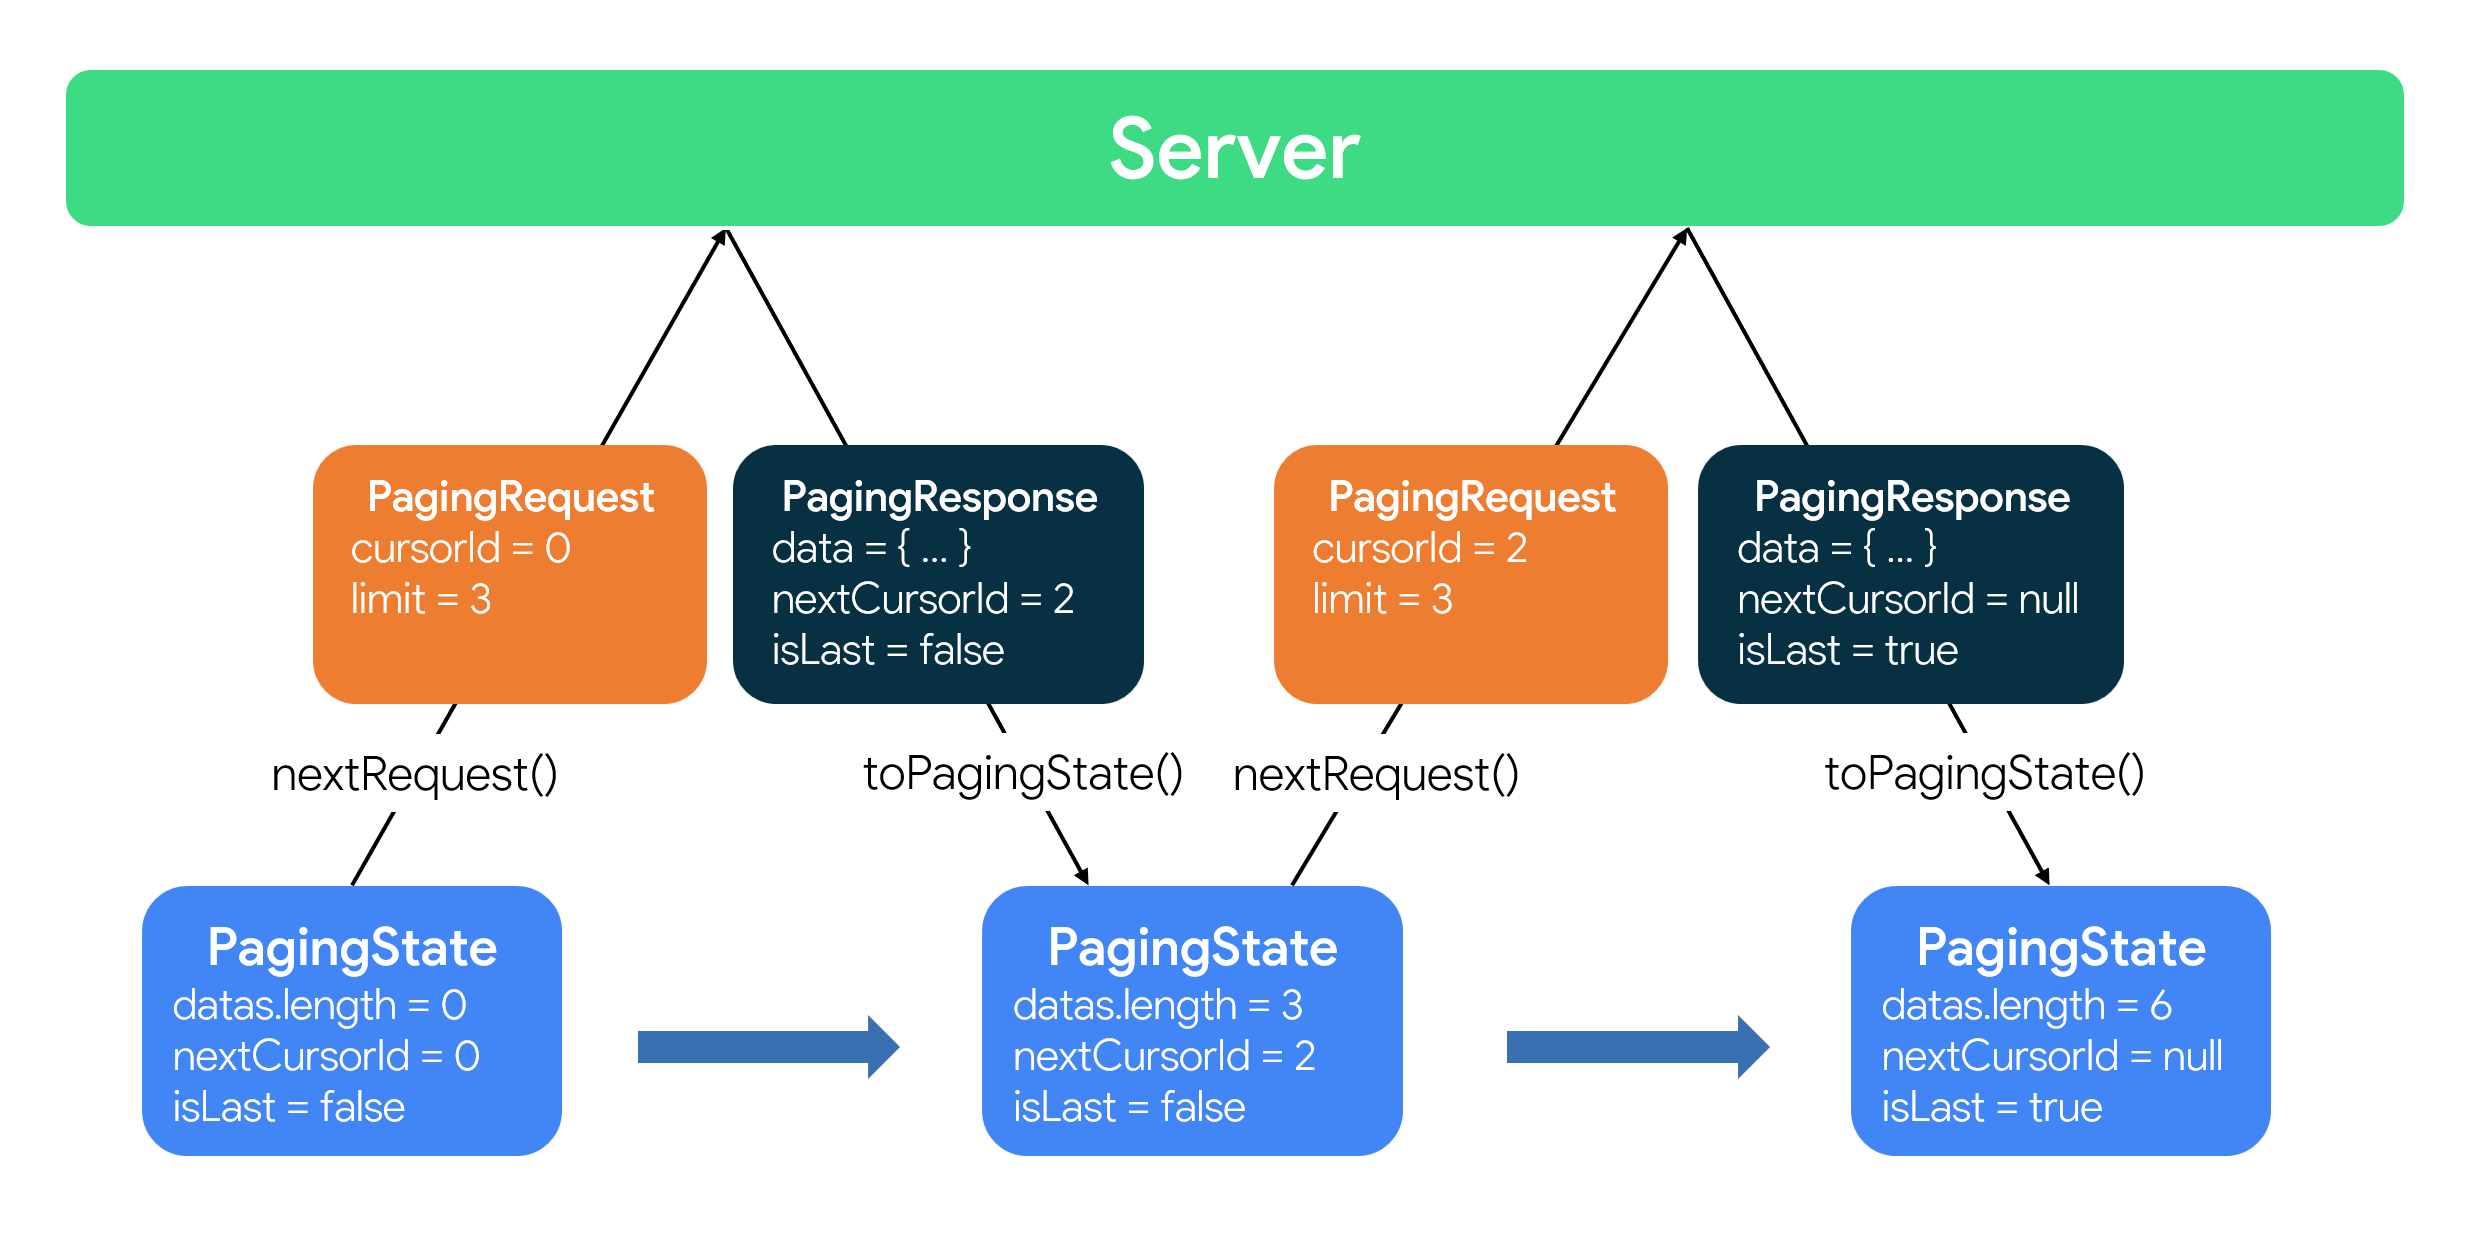 Server
PagingRequest
cursorId = 0
limit = 3
PagingResponse
data = { ... }
nextCursorId = 2
isLast = false
PagingRequest
cursorId = 2
limit = 3
PagingResponse
data = { ... }
nextCursorId = null
isLast = true
nextRequest()
toPagingState()
nextRequest()
toPagingState()
PagingState
datas.length = 0
nextCursorId = 0
isLast = false
PagingState
datas.length = 3
nextCursorId = 2
isLast = false
PagingState
datas.length = 6
nextCursorId = null
isLast = true